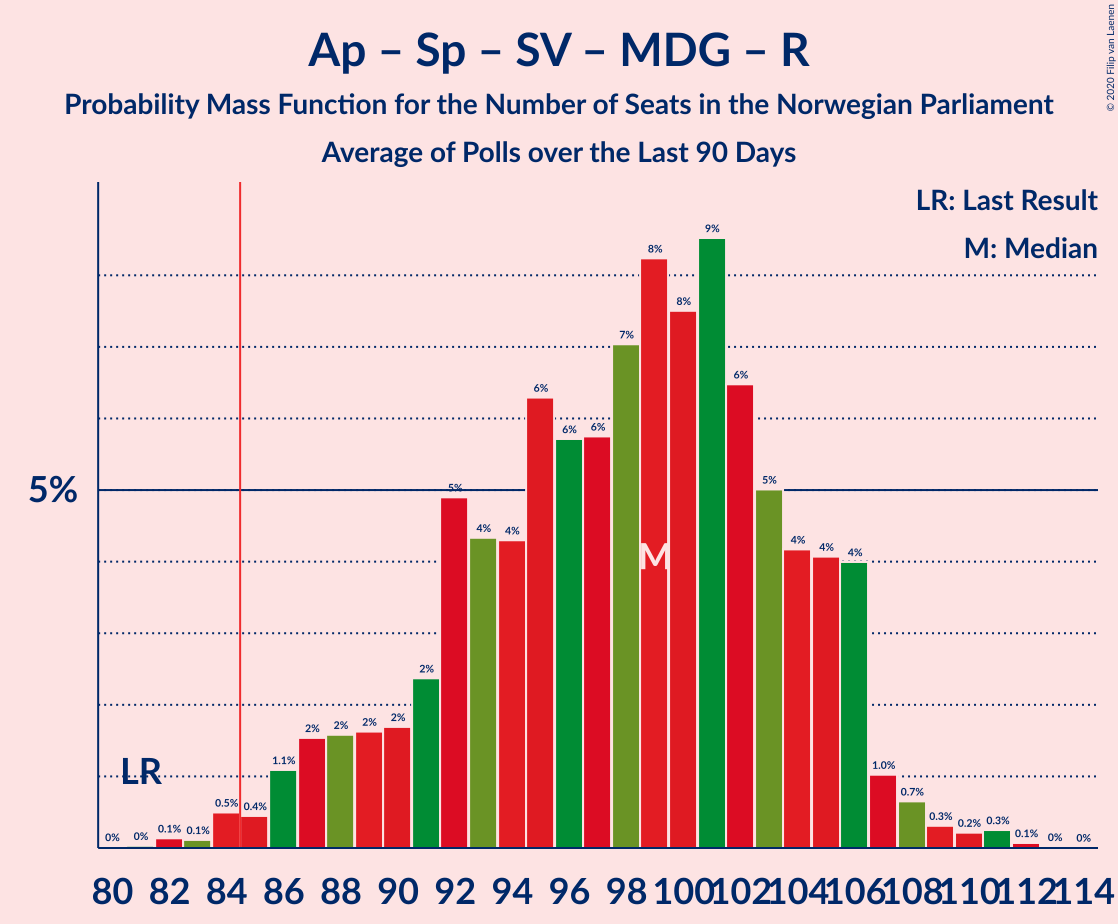 Ap – Sp – SV – MDG – R
Probability Mass Function for the Number of Seats in the Norwegian Parliament
Average of Polls over the Last 90 Days
© 2020 Filip van Laenen
LR: Last Result
M: Median
5%
LR
M
0% 0% 0.1% 0.1% 0.5% 0.4% 1.1% 2% 2% 2% 2% 2% 5% 4% 4% 6% 6% 6% 7% 8% 8% 9% 6% 5% 4% 4% 4% 1.0% 0.7% 0.3% 0.2% 0.3% 0.1% 0% 0%
80 82 84 86 88 90 92 94 96 98 100 102 104 106 108 110 112 114